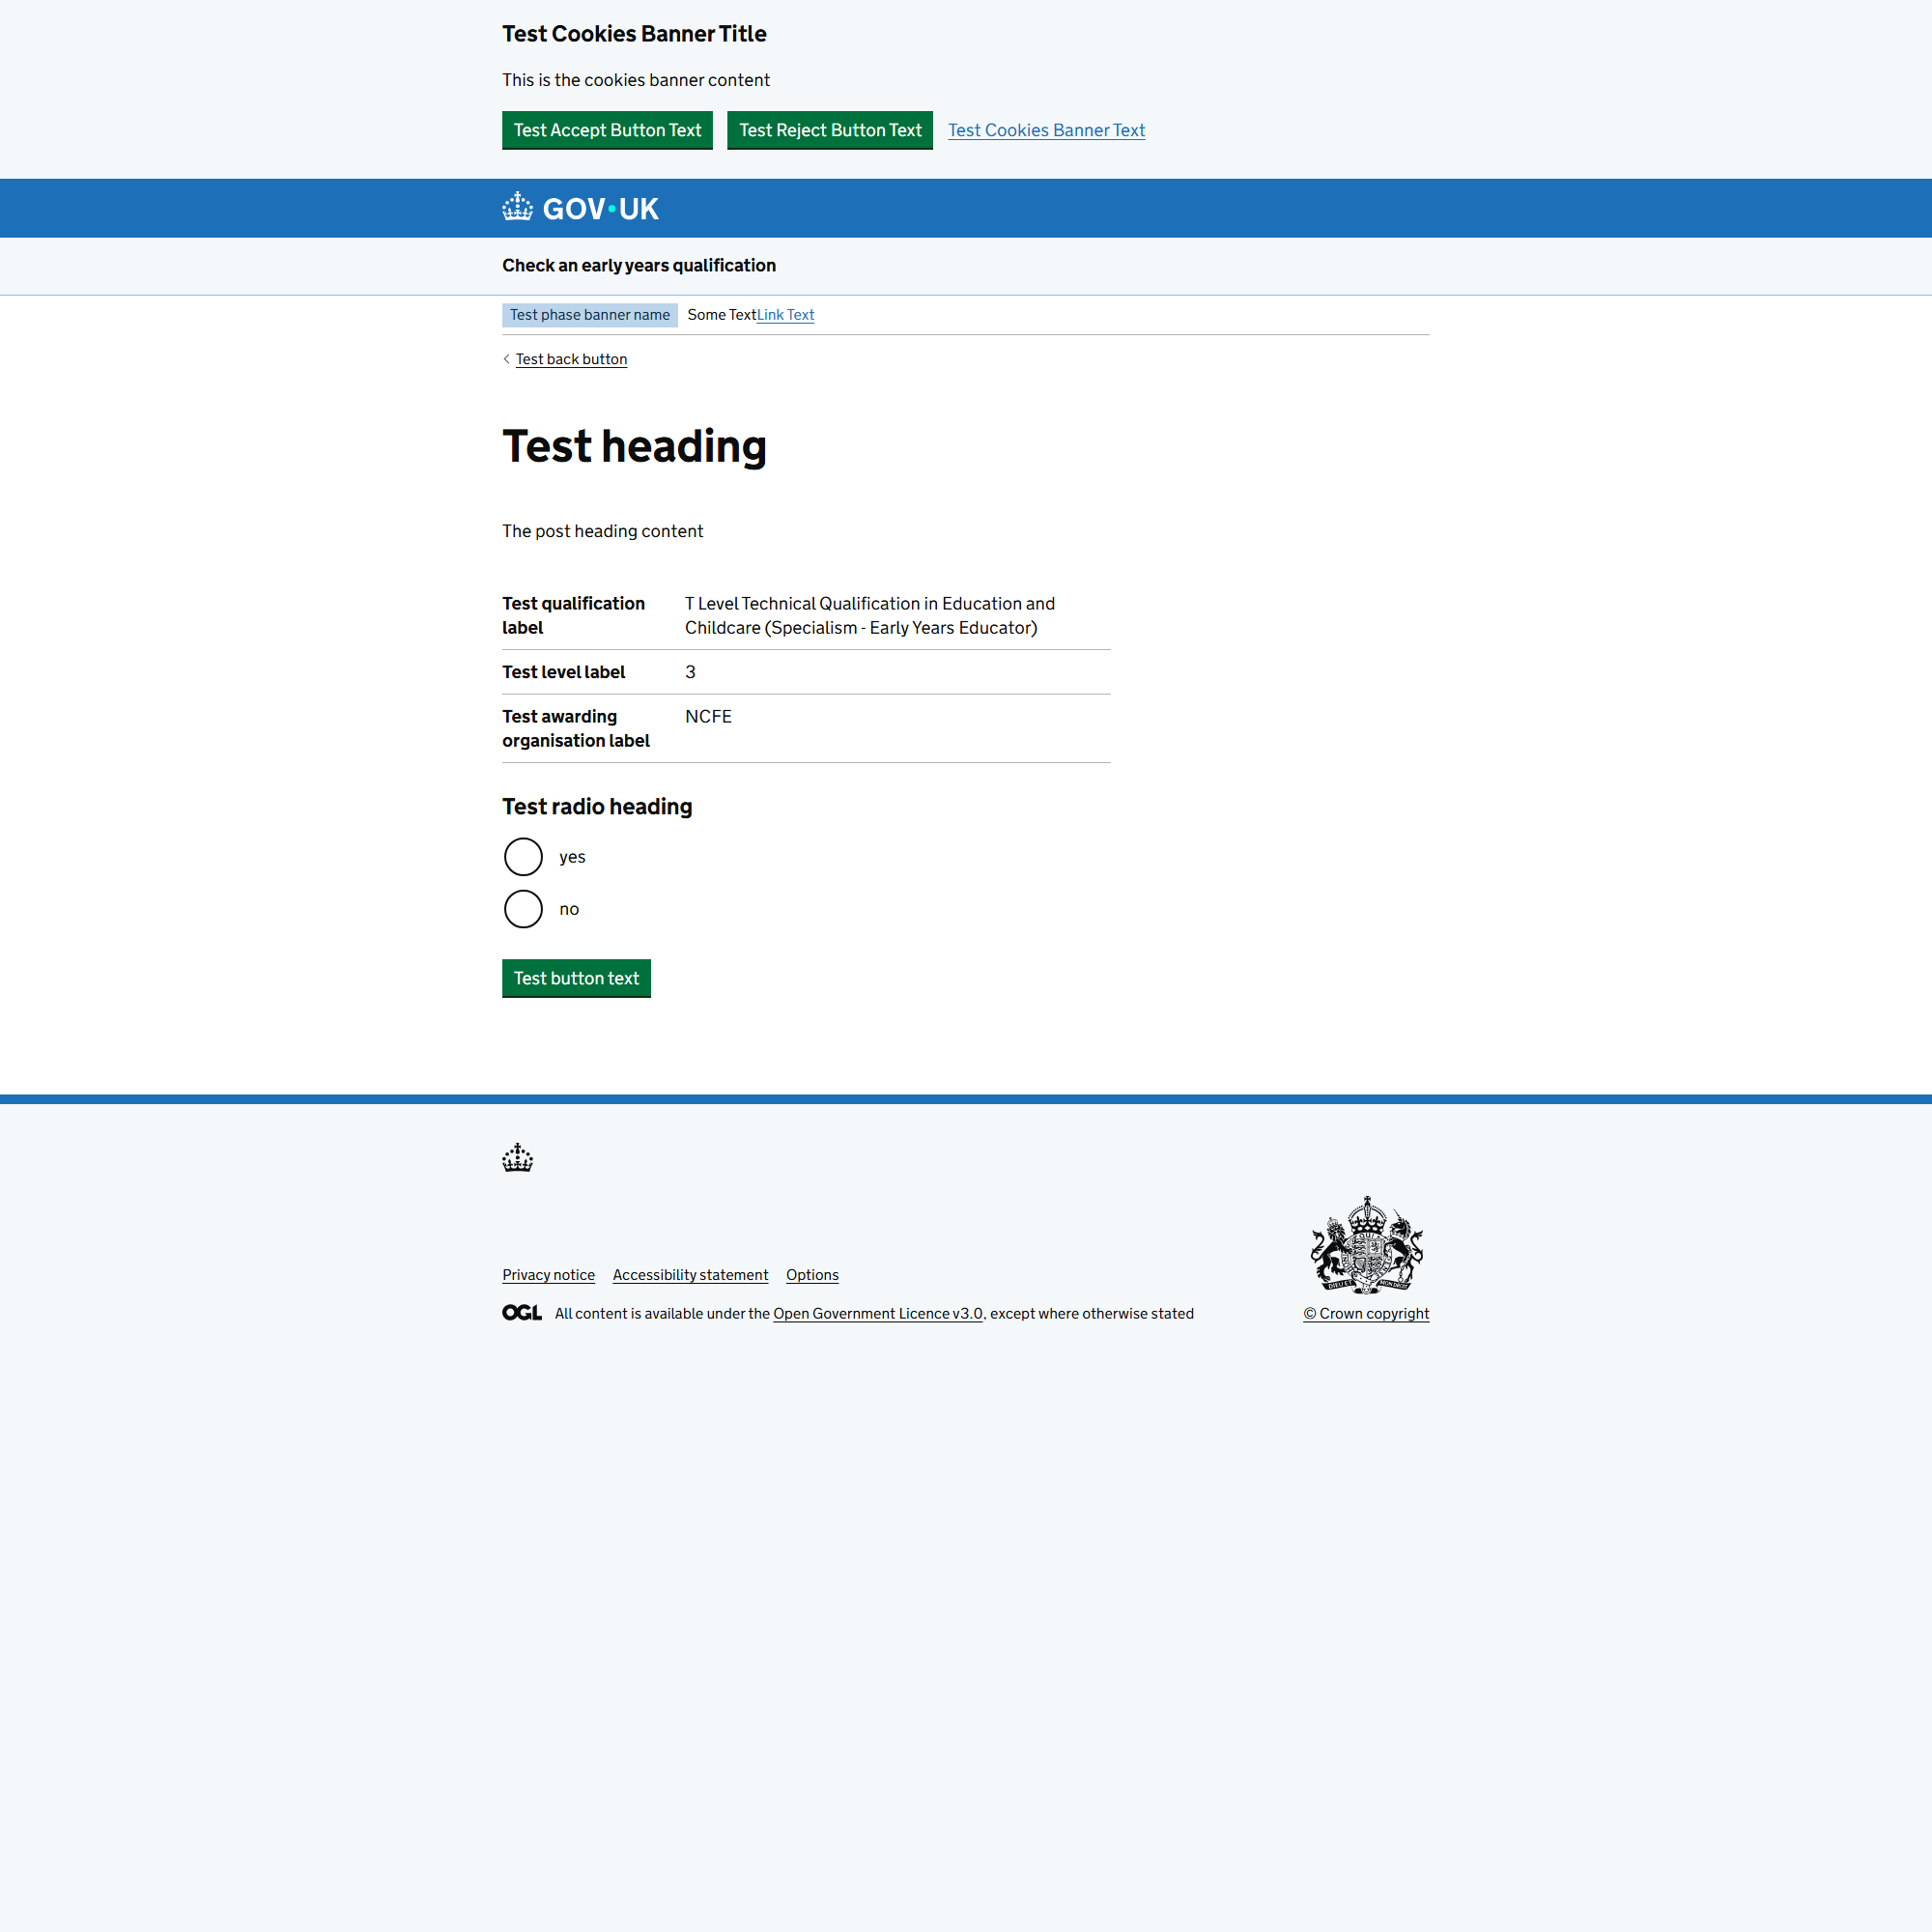 Test Cookies Banner Title
This is the cookies banner content
Test Accept Button Text Test Reject Button Text Test Cookies Banner Text
GOV·UK
Check an early years qualification
Test phase banner name Some TextLink Text
Test back button
Test heading
The post heading content
Test qualification label T Level Technical Qualification in Education and
Childcare (Specialism - Early Years Educator)
Test level label 3
Test awarding organisation label NCFE
Test radio heading
yes
no
Test button text
Privacy notice Accessibility statement Options
OGL All content is available under the Open Government Licence v3.0, except where otherwise stated
© Crown copyright